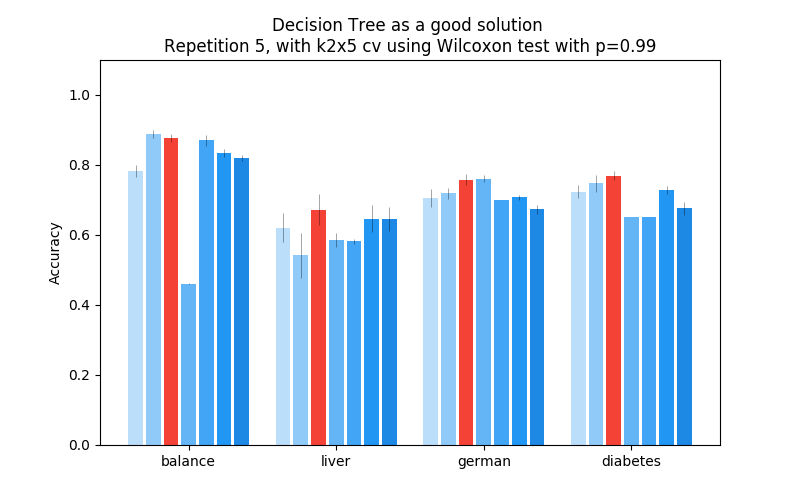 Decision Tree as a good solution
Repetition 5, with k2x5 cv using Wilcoxon test with p=0.99
1.0
0.8
0.6
0.4
0.2
0.0
Accuracy
balance
liver
german
diabetes